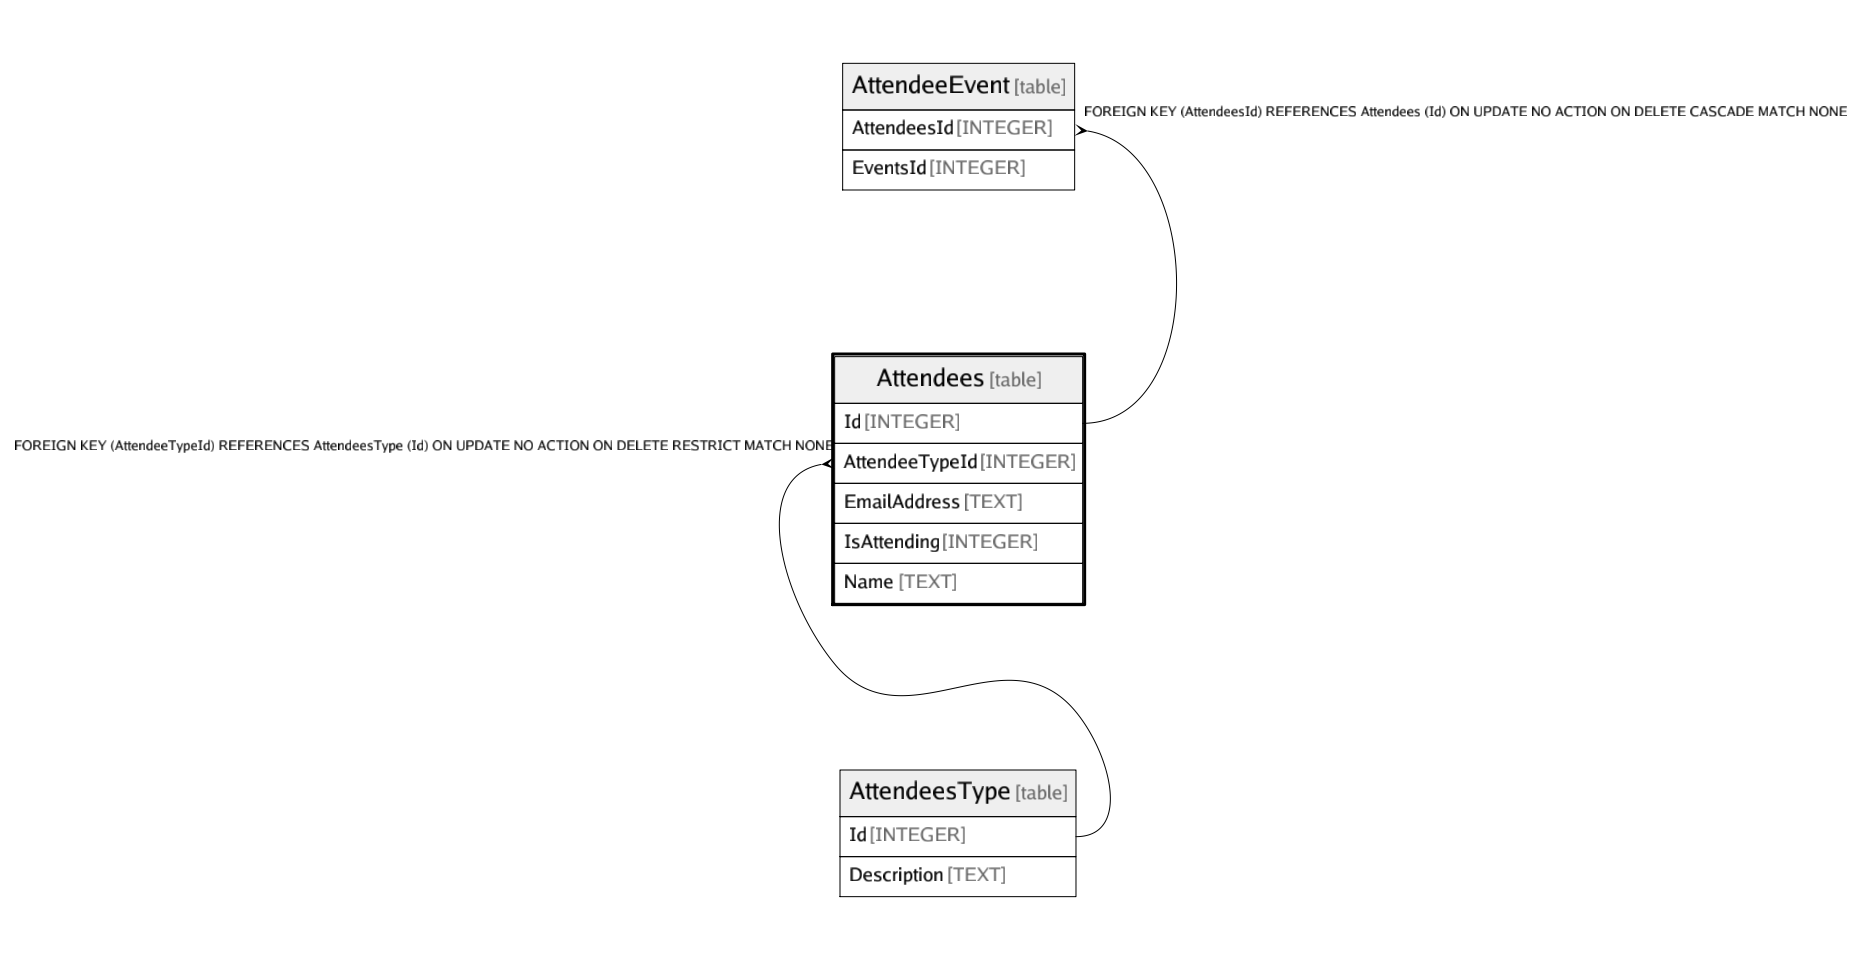 AttendeeEvent [table]
FOREIGN KEY (AttendeesId) REFERENCES Attendees (Id) ON UPDATE NO ACTION ON DELETE CASCADE MATCH NONE
AttendeesId [INTEGER]
EventsId [INTEGER]
Attendees [table]
Id [INTEGER]
FOREIGN KEY (AttendeeTypeId) REFERENCES AttendeesType (Id) ON UPDATE NO ACTION ON DELETE RESTRICT MATCH NONE
AttendeeTypeId [INTEGER]
EmailAddress [TEXT]
IsAttending [INTEGER]
Name [TEXT]
AttendeesType [table]
Id [INTEGER]
Description [TEXT]